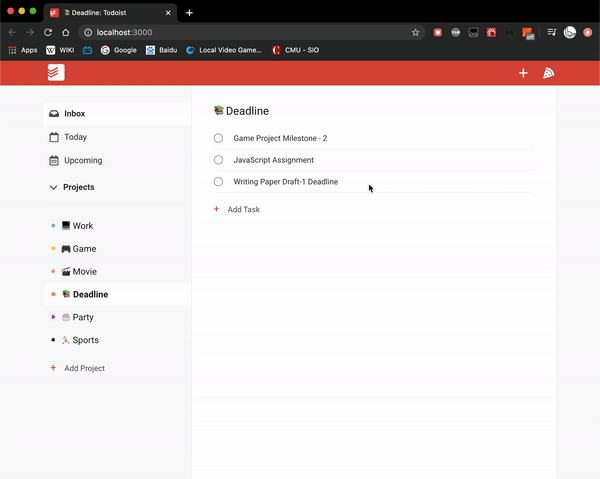 Deadline: Todoist
localhost:3000
Apps
WIKI
Google
Baidu
Local Video Game...
CMU - SIO
Inbox
Today
Upcoming
Projects
Work
Game
Movie
Deadline
Party
Sports
+ Add Project
Deadline
Game Project Milestone - 2
JavaScript Assignment
Writing Paper Draft-1 Deadline
+ Add Task